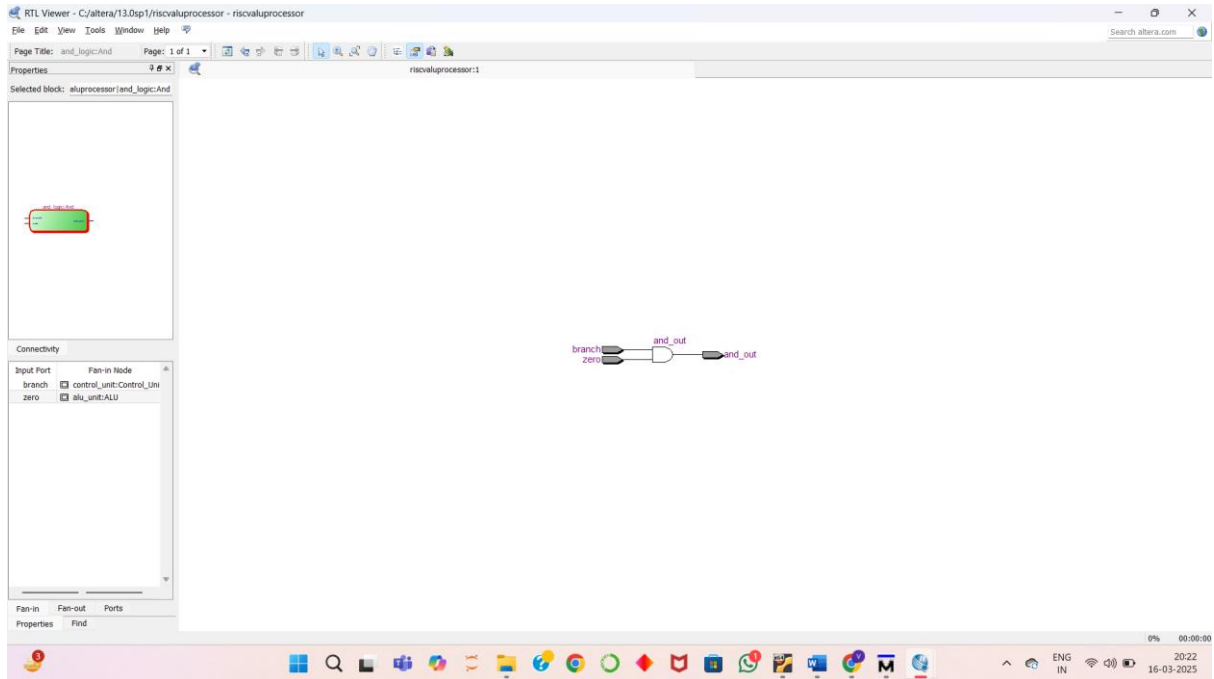 RTL Viewer - C:/altera/13.0sp1/riscvaluprocessor - riscvaluprocessor
File Edit View Tools Window Help
Search altera.com
Page Title: and_logic:And Page: 1 of 1
Properties
riscvaluprocessor:1
Selected block: aluprocessor|and_logic:And
and_logic:And
and_out
branch
zero
and_out
Connectivity
Input Port Fan-in Node
branch control_unit:Control_Uni
zero alu_unit:ALU
Fan-in Fan-out Ports
Properties Find
0% 00:00:00
3
ENG
IN
20:22
16-03-2025